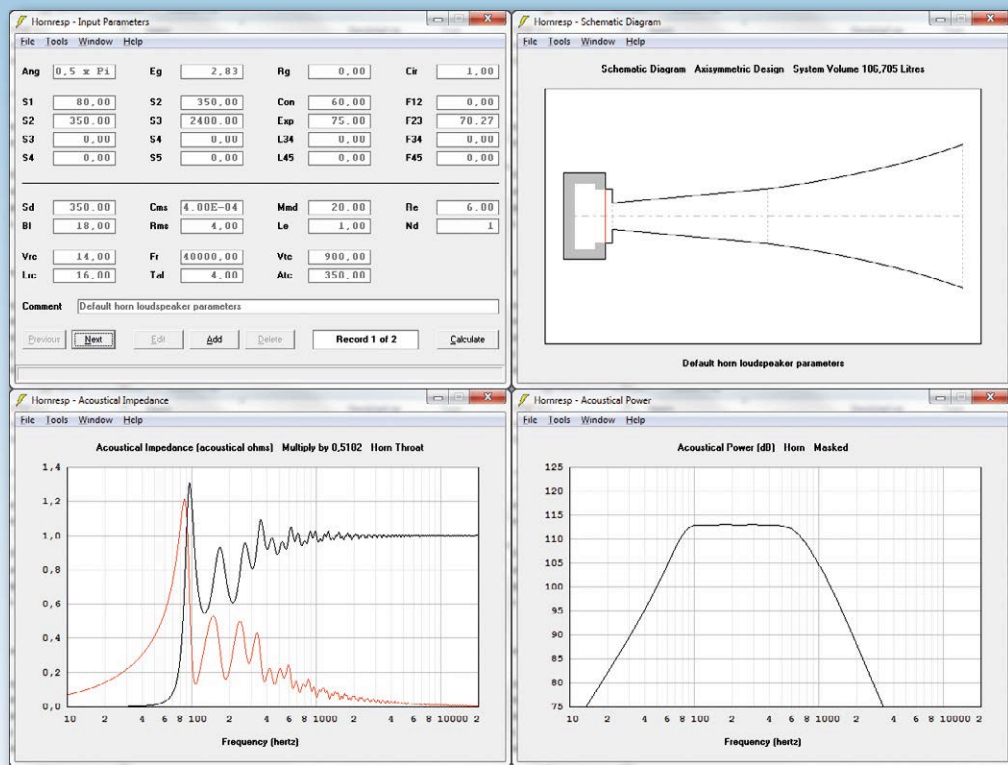 Hornresp - Input Parameters
File Tools Window Help
Ang 0,5 x Pi Eg 2,83 Rg 0,00 Cir 1,00
S1 80,00 S2 350,00 Con 60,00 F12 0,00
S2 350,00 S3 2400,00 Exp 75,00 F23 70,27
S3 0,00 S4 0,00 L34 0,00 F34 0,00
S4 0,00 S5 0,00 L45 0,00 F45 0,00
Sd 350.00 Cms 4.00E-04 Mmd 20.00 Re 6.00
Bl 18,00 Rms 4,00 Le 1,00 Nd 1
Vrc 14,00 Fr 40000,00 Vtc 900,00
Lrc 16,00 Tal 4,00 Atc 350,00
Comment Default horn loudspeaker parameters
Previous Next Edit Add Delete Record 1 of 2 Calculate
Hornresp - Schematic Diagram
File Tools Window Help
Schematic Diagram Axisymmetric Design System Volume 106,705 Litres
Default horn loudspeaker parameters
Hornresp - Acoustical Impedance
File Tools Window Help
Acoustical Impedance (acoustical ohms) Multiply by 0,5102 Horn Throat
1,4
1,2
1,0
0,8
0,6
0,4
0,2
0,0
10 2 4 6 8 100 2 4 6 8 1000 2 4 6 8 10000 2
Frequency (hertz)
Hornresp - Acoustical Power
File Tools Window Help
Acoustical Power (dB) Horn Masked
125
120
115
110
105
100
95
90
85
80
75
10 2 4 6 8 100 2 4 6 8 1000 2 4 6 8 10000 2
Frequency (hertz)